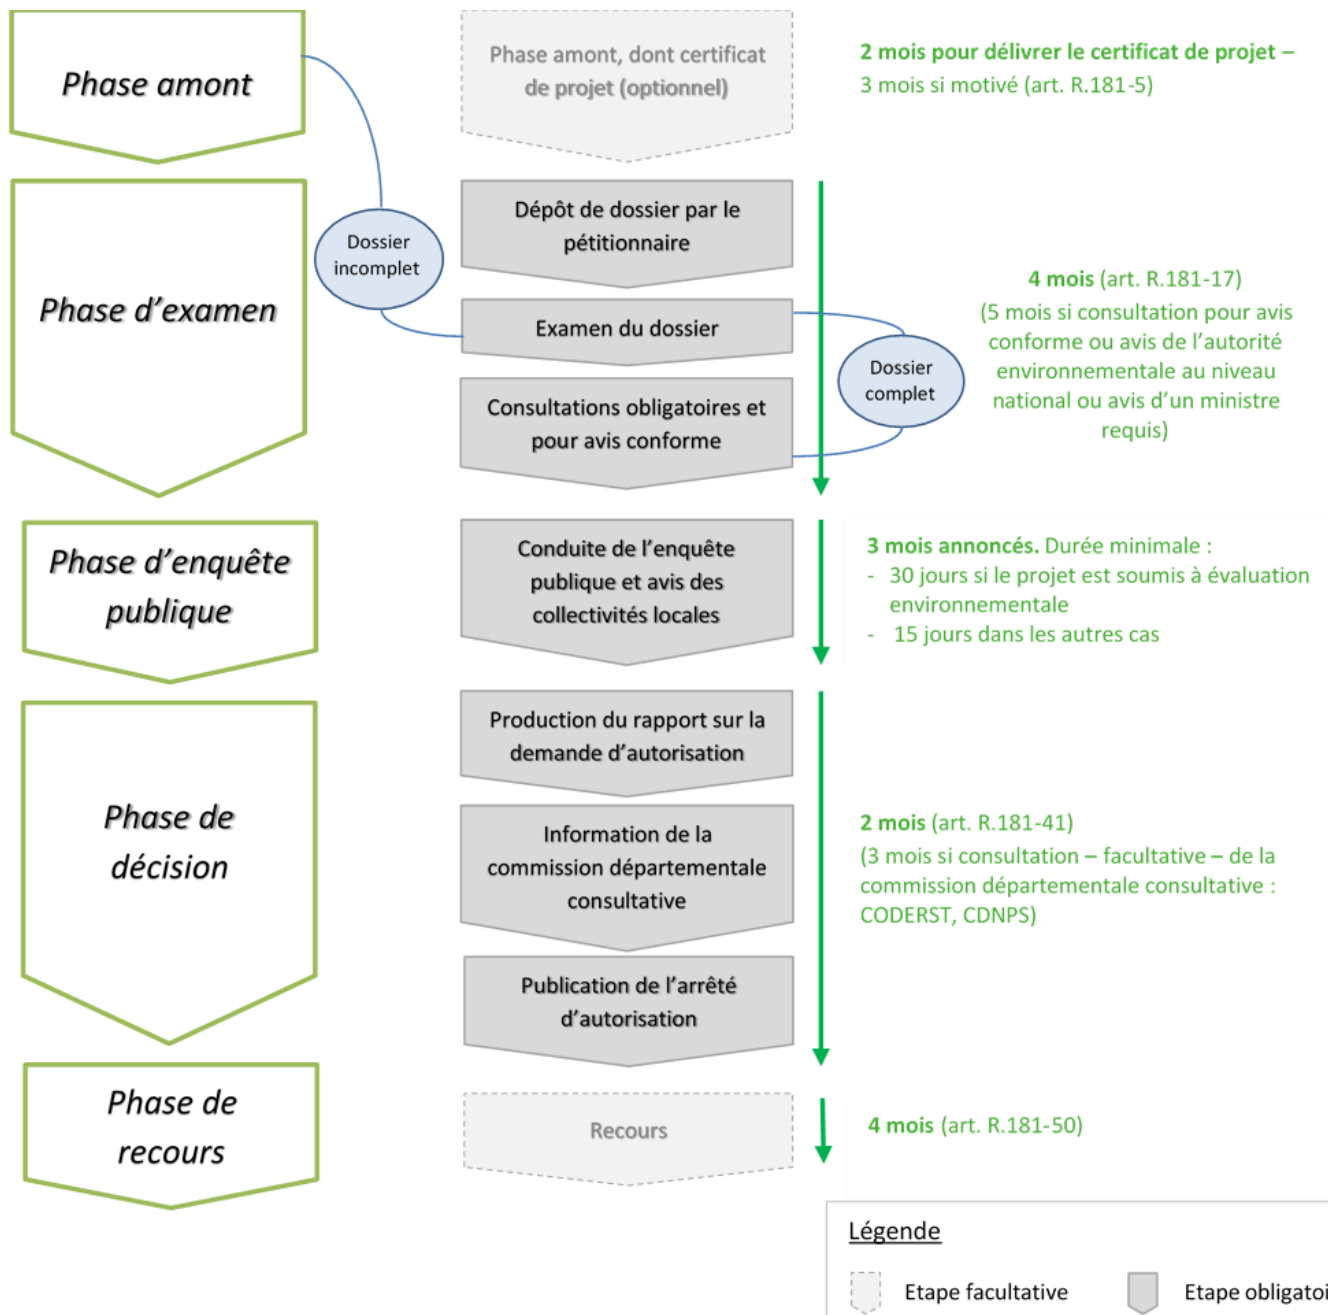 Phase amont
Phase amont, dont certificat
de projet (optionnel)
2 mois pour délivrer le certificat de projet –
3 mois si motivé (art. R.181-5)
Phase d’examen
Dossier
incomplet
Dépôt de dossier par le
pétitionnaire
Examen du dossier
Consultations obligatoires et
pour avis conforme
Dossier
complet
4 mois (art. R.181-17)
(5 mois si consultation pour avis
conforme ou avis de l’autorité
environnementale au niveau
national ou avis d’un ministre
requis)
Phase d’enquête
publique
Conduite de l’enquête
publique et avis des
collectivités locales
3 mois annoncés. Durée minimale :
- 30 jours si le projet est soumis à évaluation
environnementale
- 15 jours dans les autres cas
Phase de
décision
Production du rapport sur la
demande d’autorisation
Information de la
commission départementale
consultative
Publication de l’arrêté
d’autorisation
2 mois (art. R.181-41)
(3 mois si consultation – facultative – de la
commission départementale consultative :
CODERST, CDNPS)
Phase de
recours
Recours
4 mois (art. R.181-50)
Légende
Etape facultative
Etape obligatoi